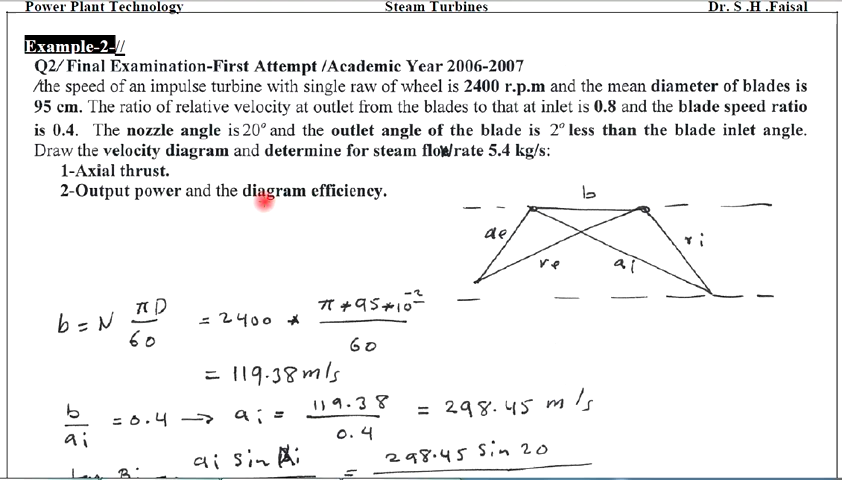 Power Plant Technology Steam Turbines Dr. S .H .Faisal
Example-2-//
Q2/ Final Examination-First Attempt /Academic Year 2006-2007
/the speed of an impulse turbine with single raw of wheel is 2400 r.p.m and the mean diameter of blades is
95 cm. The ratio of relative velocity at outlet from the blades to that at inlet is 0.8 and the blade speed ratio
is 0.4. The nozzle angle is 20° and the outlet angle of the blade is 2° less than the blade inlet angle.
Draw the velocity diagram and determine for steam flow rate 5.4 kg/s:
1-Axial thrust.
2-Output power and the diagram efficiency.
b
ae re ai ri
b = N πD/60 = 2400 * π*95*10^-2/60
= 119.38 m/s
b/ai = 0.4 → ai = 119.38/0.4 = 298.45 m/s
ai sin = 298.45 sin 20